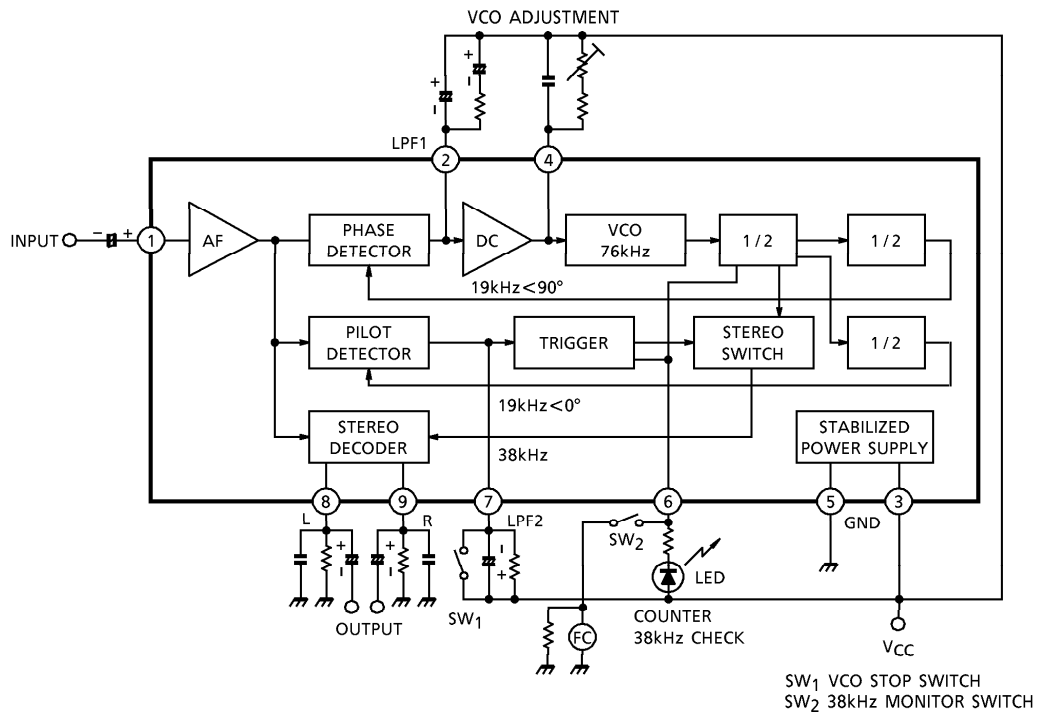 VCO ADJUSTMENT
+
−
+
−
LPF1
2
4
INPUT
− +
1
AF
PHASE
DETECTOR
DC
VCO
76kHz
1/2
1/2
19kHz<90°
PILOT
DETECTOR
TRIGGER
STEREO
SWITCH
1/2
19kHz<0°
STEREO
DECODER
38kHz
STABILIZED
POWER SUPPLY
8
9
7
6
5
3
L
R
LPF2
SW2
GND
+
−
+
−
−
+
LED
SW1
OUTPUT
FC
COUNTER
38kHz CHECK
VCC
SW1 VCO STOP SWITCH
SW2 38kHz MONITOR SWITCH